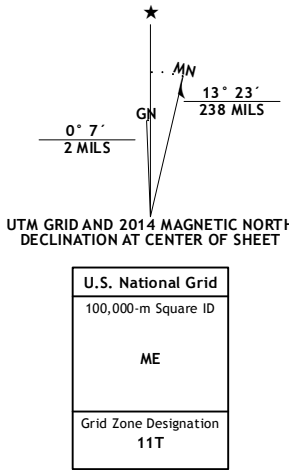 ★
MN
13° 23´
238 MILS
GN
0° 7´
2 MILS
UTM GRID AND 2014 MAGNETIC NORTH
DECLINATION AT CENTER OF SHEET
U.S. National Grid
100,000-m Square ID
ME
Grid Zone Designation
11T